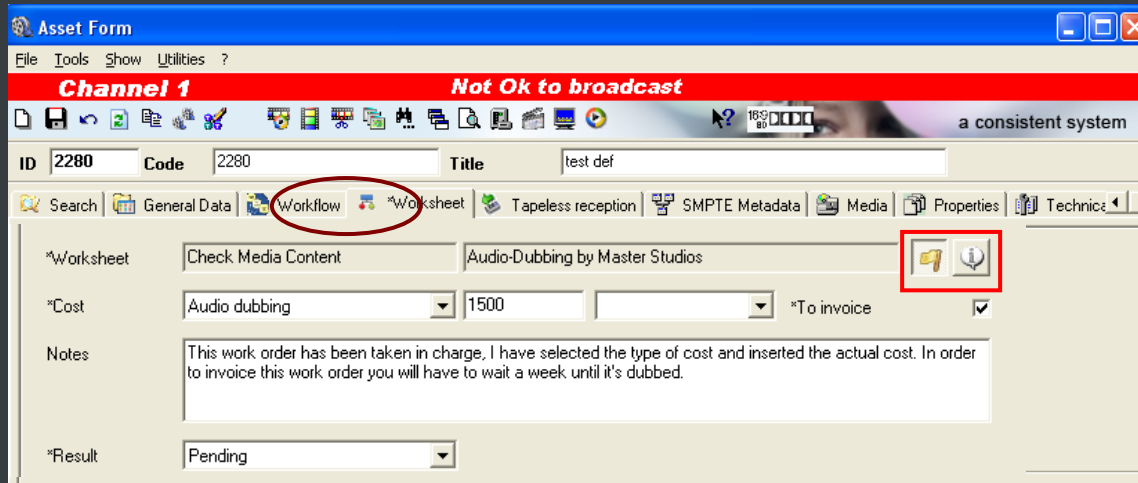 Asset Form
File Tools Show Utilities ?
Channel 1 Not Ok to broadcast
a consistent system
ID 2280 Code 2280 Title test def
Search General Data Workflow *Worksheet Tapeless reception SMPTE Metadata Media Properties Technica
*Worksheet Check Media Content Audio-Dubbing by Master Studios
*Cost Audio dubbing 1500 *To invoice
Notes This work order has been taken in charge, I have selected the type of cost and inserted the actual cost. In order
to invoice this work order you will have to wait a week until it's dubbed.
*Result Pending